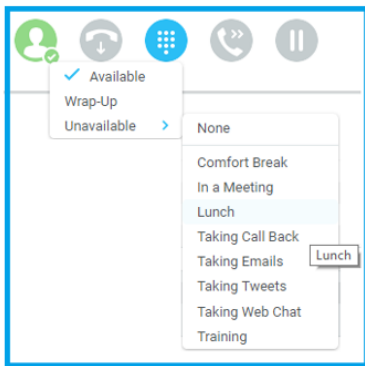 Available
Wrap-Up
Unavailable
None
Comfort Break
In a Meeting
Lunch
Taking Call Back
Taking Emails
Lunch
Taking Tweets
Taking Web Chat
Training